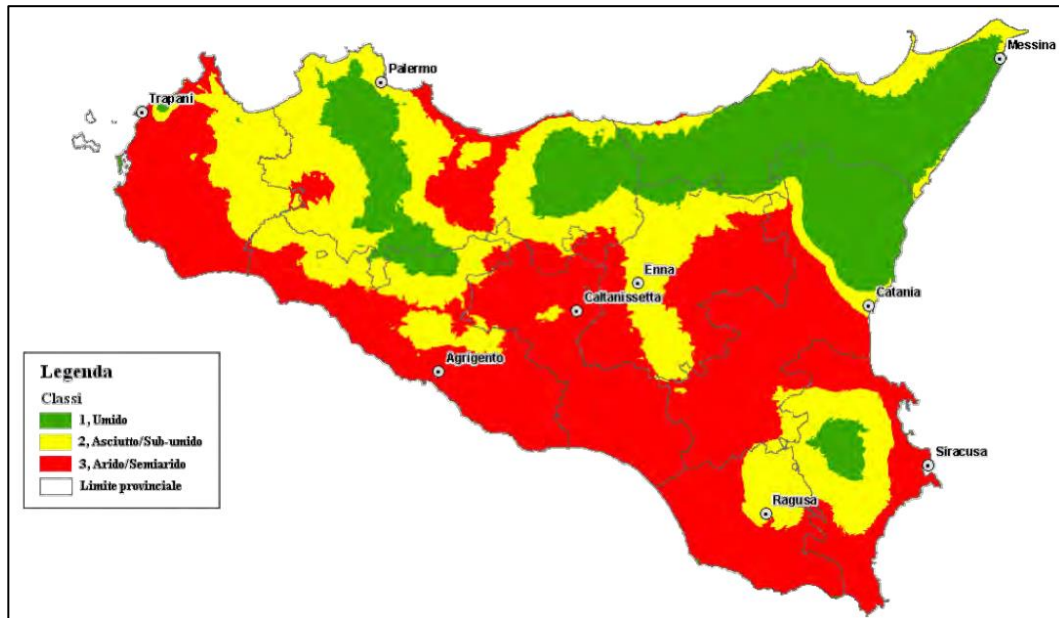 Messina
Palermo
Trapani
Enna
Caltanissetta
Catania
Agrigento
Siracusa
Ragusa
Legenda
Classi
1, Umido
2, Asciutto/Sub-umido
3, Arido/Semiarido
Limite provinciale